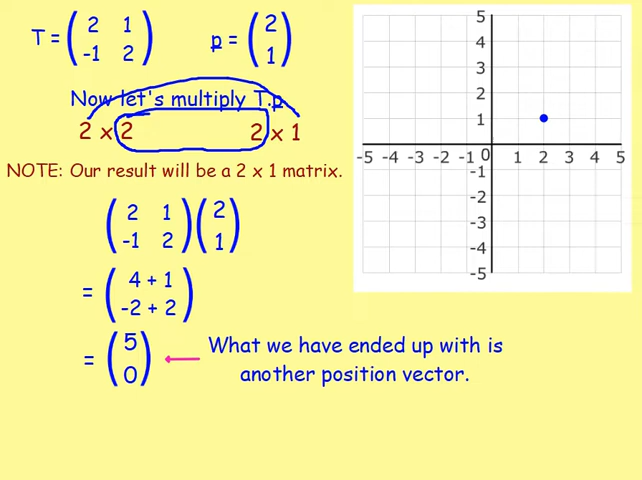 T = ( 2 1 ) p = ( 2 )
( -1 2 ) ( 1 )
Now let's multiply T.p
2 x 2 2 x 1
NOTE: Our result will be a 2 x 1 matrix.
( 2 1 ) ( 2 )
( -1 2 ) ( 1 )
= ( 4 + 1 )
( -2 + 2 )
= ( 5 )
( 0 )
What we have ended up with is
another position vector.
5
4
3
2
1
-5 -4 -3 -2 -1 0 1 2 3 4 5
-1
-2
-3
-4
-5